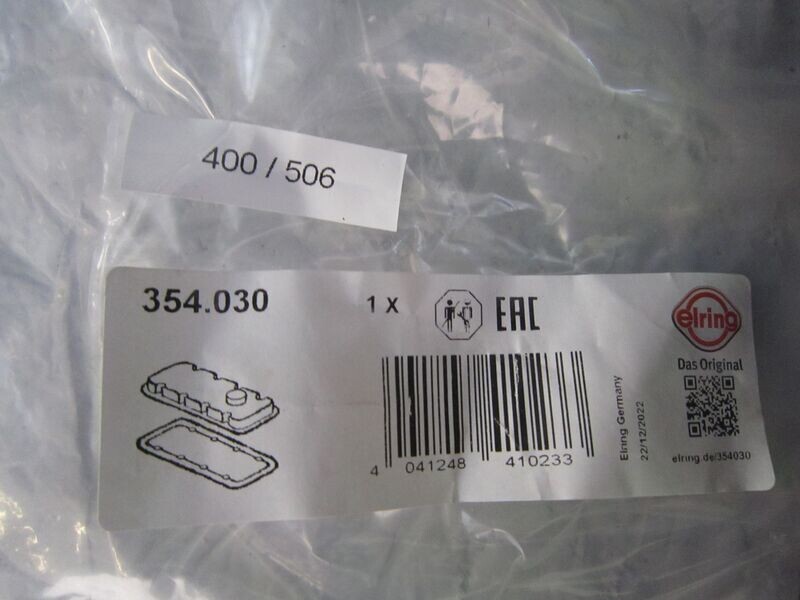 400 / 506
354.030
1 X
EAC
elring
Das Original
4 041248 410233
Elring Germany
22/12/2022
elring.de/354030